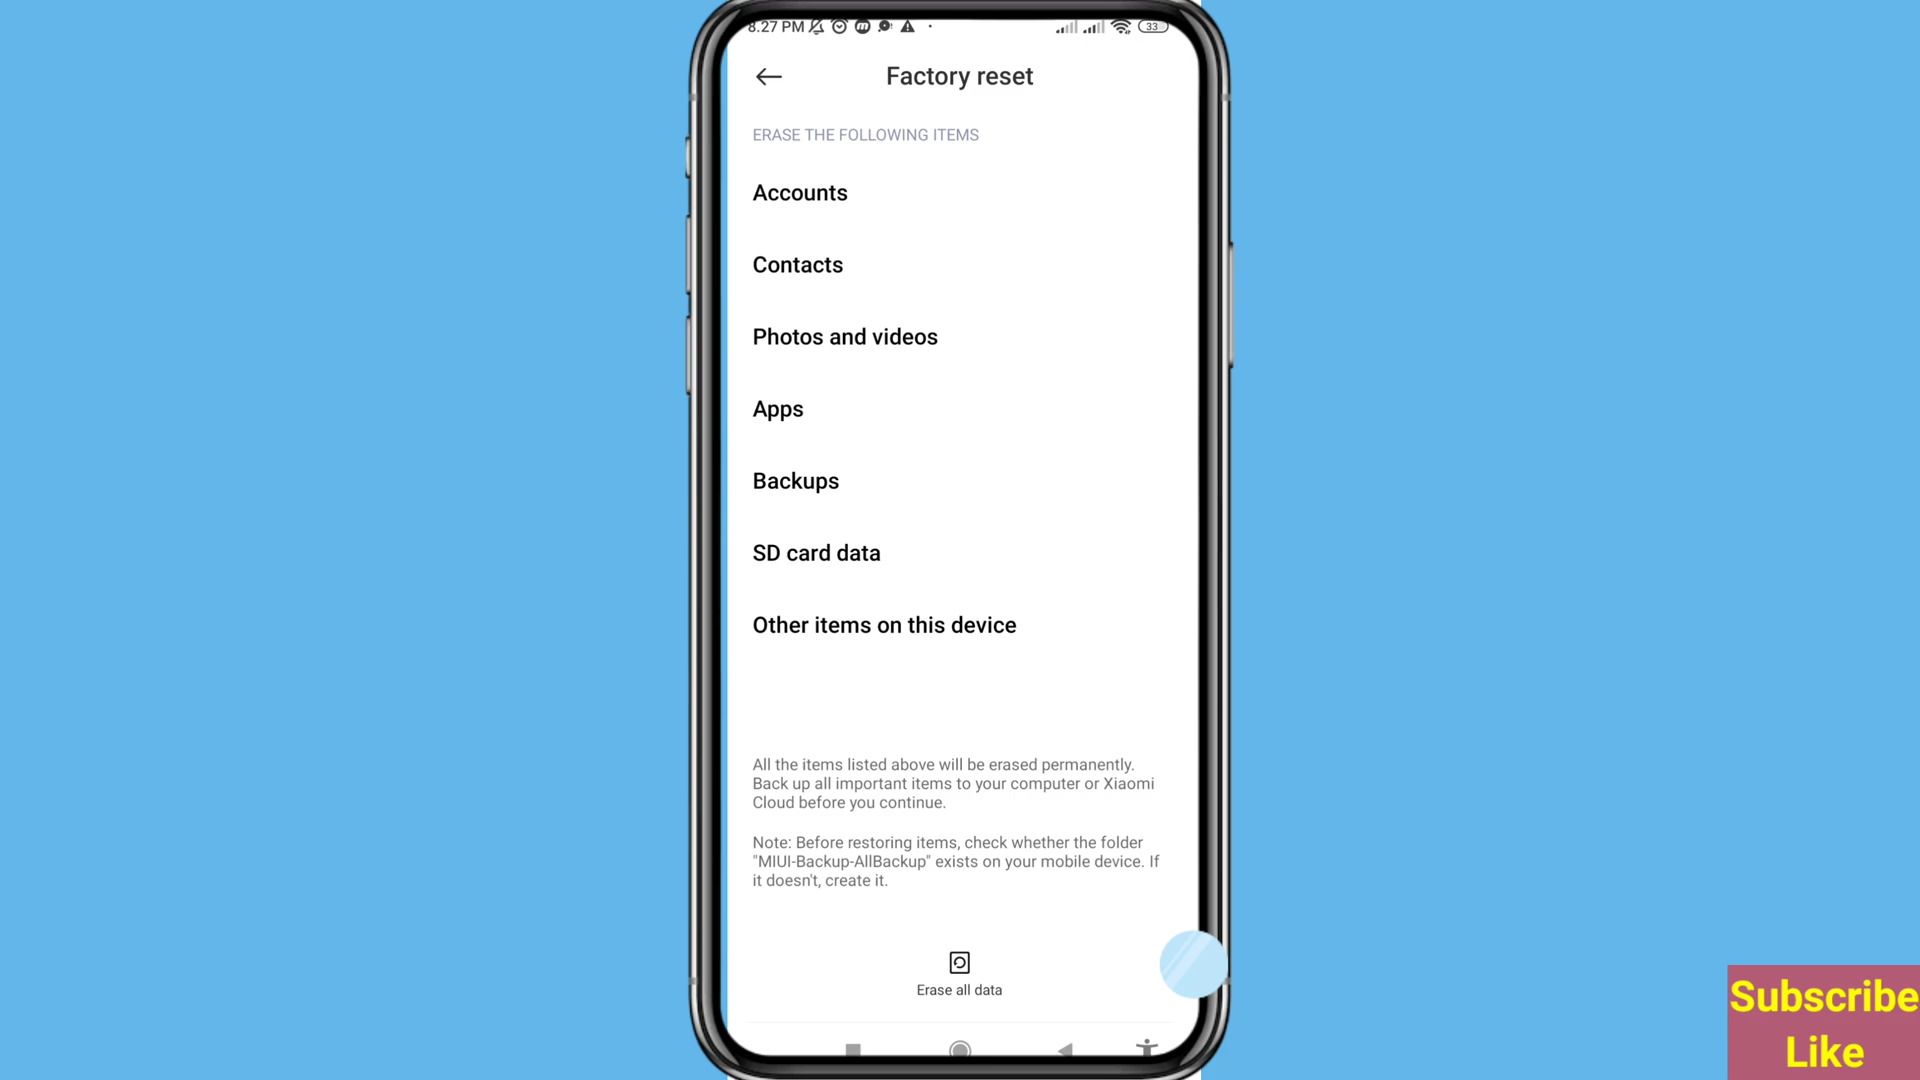 8.27 PM 33
Factory reset
ERASE THE FOLLOWING ITEMS
Accounts
Contacts
Photos and videos
Apps
Backups
SD card data
Other items on this device
All the items listed above will be erased permanently.
Back up all important items to your computer or Xiaomi
Cloud before you continue.
Note: Before restoring items, check whether the folder
"MIUI-Backup-AllBackup" exists on your mobile device. If
it doesn't, create it.
Erase all data
Subscribe
Like